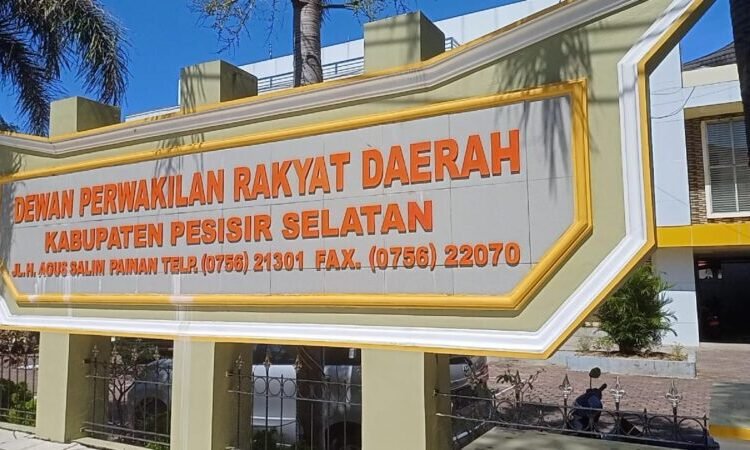 DEWAN PERWAKILAN RAKYAT DAERAH
KABUPATEN PESISIR SELATAN
JL.H. AGUS SALIM PAINAN TELP. (0756) 21301 FAX. (0756) 22070